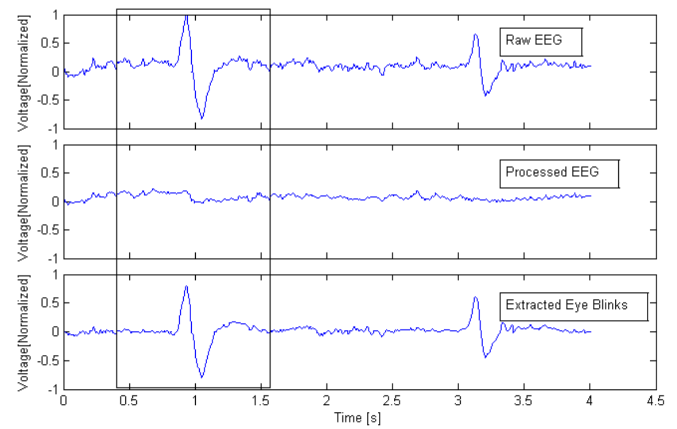 Voltage[Normalized]
1
0.5
0
-0.5
-1
Raw EEG
Voltage[Normalized]
1
0.5
0
-0.5
-1
Processed EEG
Voltage[Normalized]
1
0.5
0
-0.5
-1
Extracted Eye Blinks
0 0.5 1 1.5 2 2.5 3 3.5 4 4.5
Time [s]